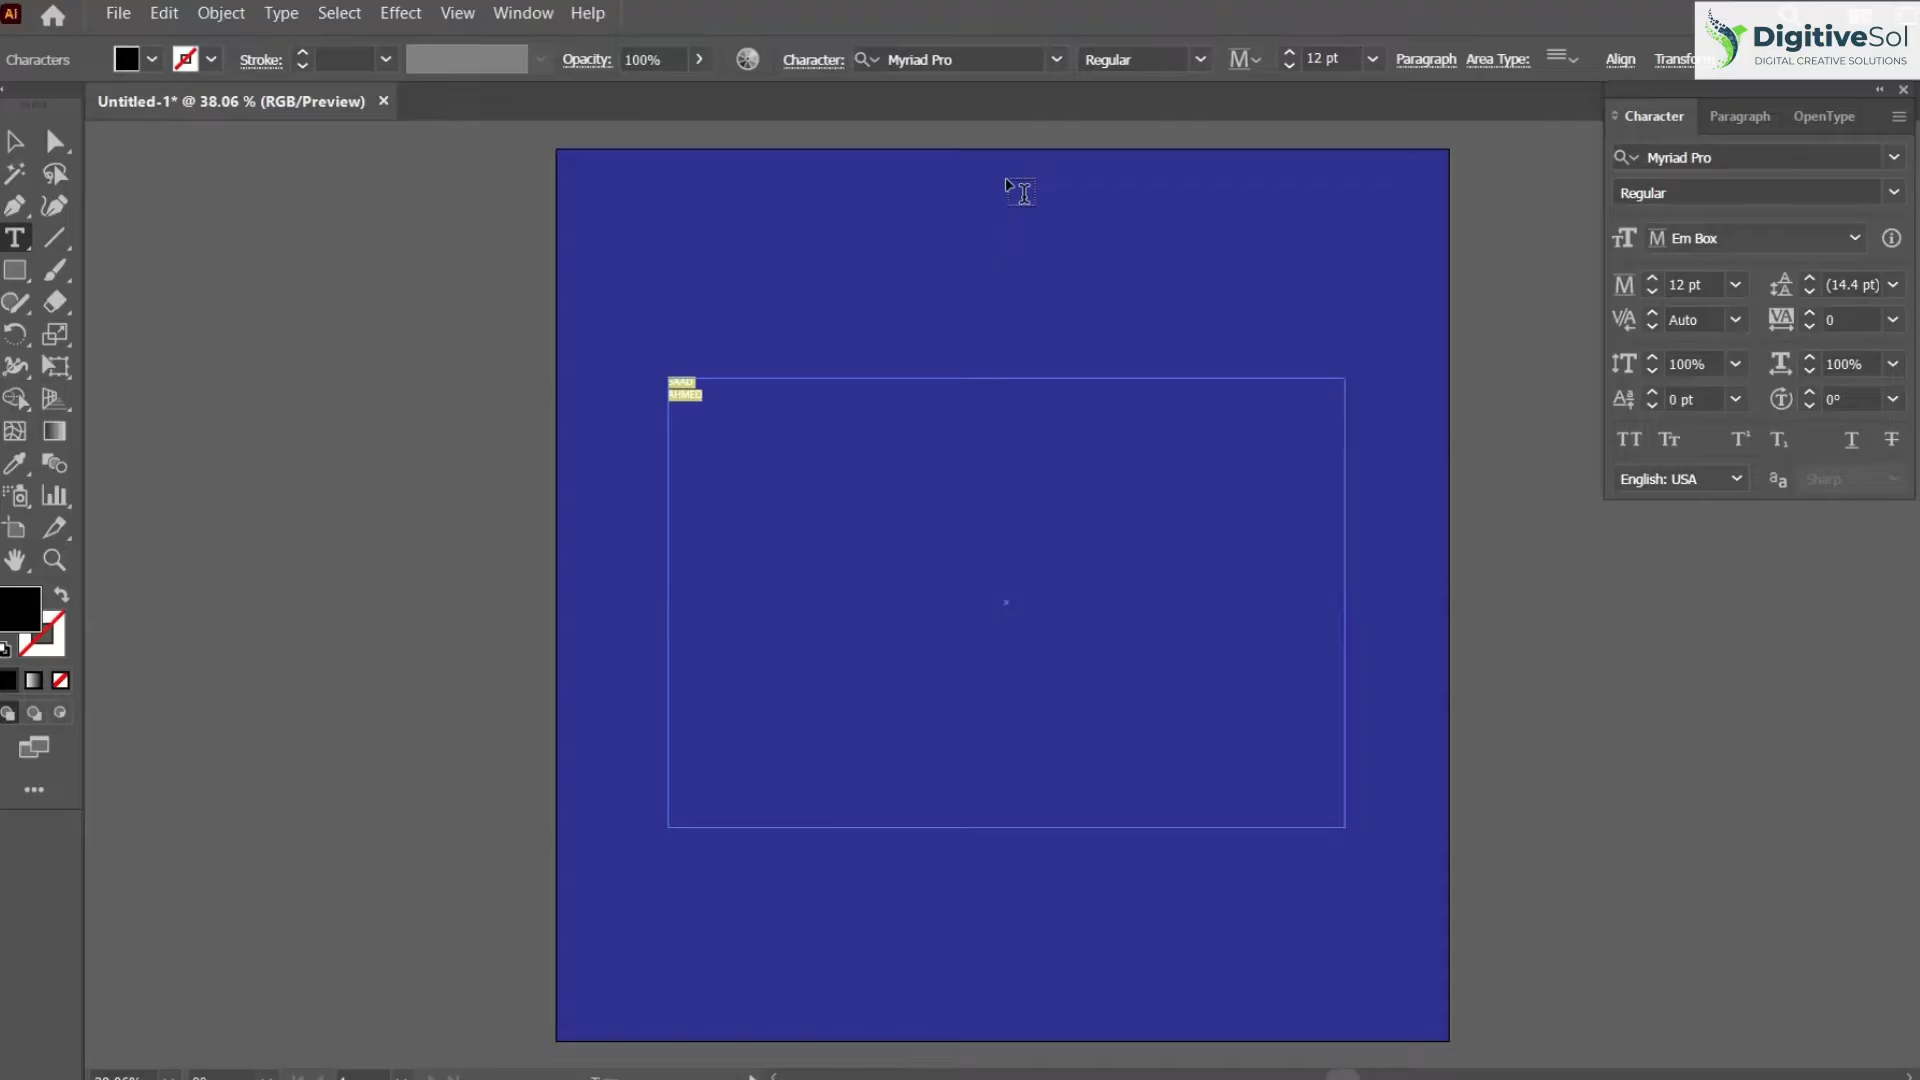 Ai File Edit Object Type Select Effect View Window Help
Characters Stroke: Opacity: 100% Character: Myriad Pro Regular 12 pt Paragraph Area Type: Align Transform
DigitiveSol
DIGITAL CREATIVE SOLUTIONS
Untitled-1* @ 38.06 % (RGB/Preview)
Character Paragraph OpenType
Myriad Pro
Regular
Em Box
12 pt (14.4 pt)
Auto 0
100% 100%
0 pt 0°
English: USA Sharp
SAAD
AHMED